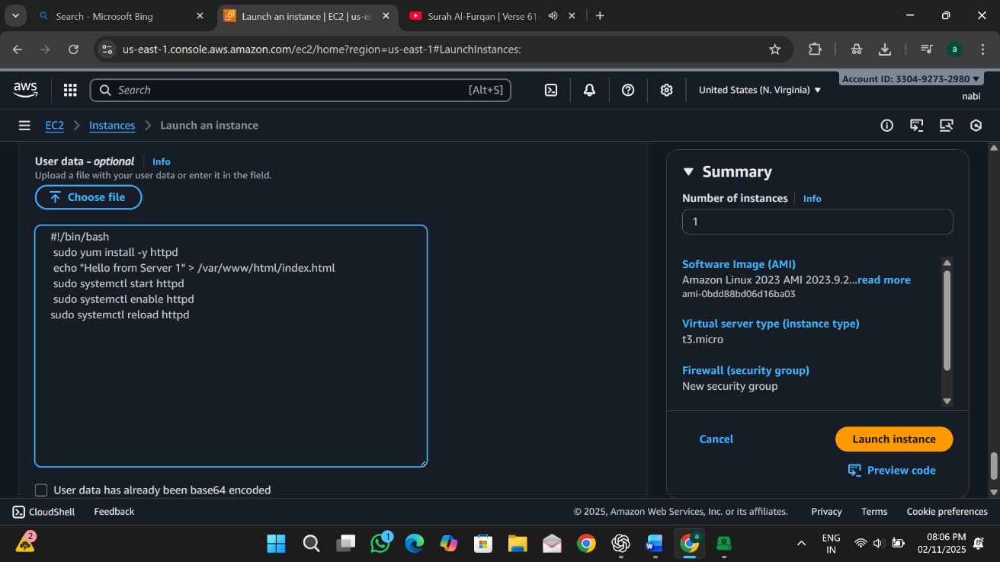 Search - Microsoft Bing
Launch an instance | EC2 | us-ea
Surah Al-Furqan | Verse 61-
us-east-1.console.aws.amazon.com/ec2/home?region=us-east-1#LaunchInstances:
a
aws
Search
[Alt+S]
United States (N. Virginia) ▼
Account ID: 3304-9273-2980 ▼
nabi
EC2 > Instances > Launch an instance
User data - optional | Info
Upload a file with your user data or enter it in the field.
Choose file
#!/bin/bash
sudo yum install -y httpd
echo "Hello from Server 1" > /var/www/html/index.html
sudo systemctl start httpd
sudo systemctl enable httpd
sudo systemctl reload httpd
User data has already been base64 encoded
▼ Summary
Number of instances | Info
1
Software Image (AMI)
Amazon Linux 2023 AMI 2023.9.2...read more
ami-0bdd88bd06d16ba03
Virtual server type (instance type)
t3.micro
Firewall (security group)
New security group
Cancel
Launch instance
Preview code
CloudShell
Feedback
© 2025, Amazon Web Services, Inc. or its affiliates.
Privacy
Terms
Cookie preferences
2
1
a
ENG
IN
08:06 PM
02/11/2025